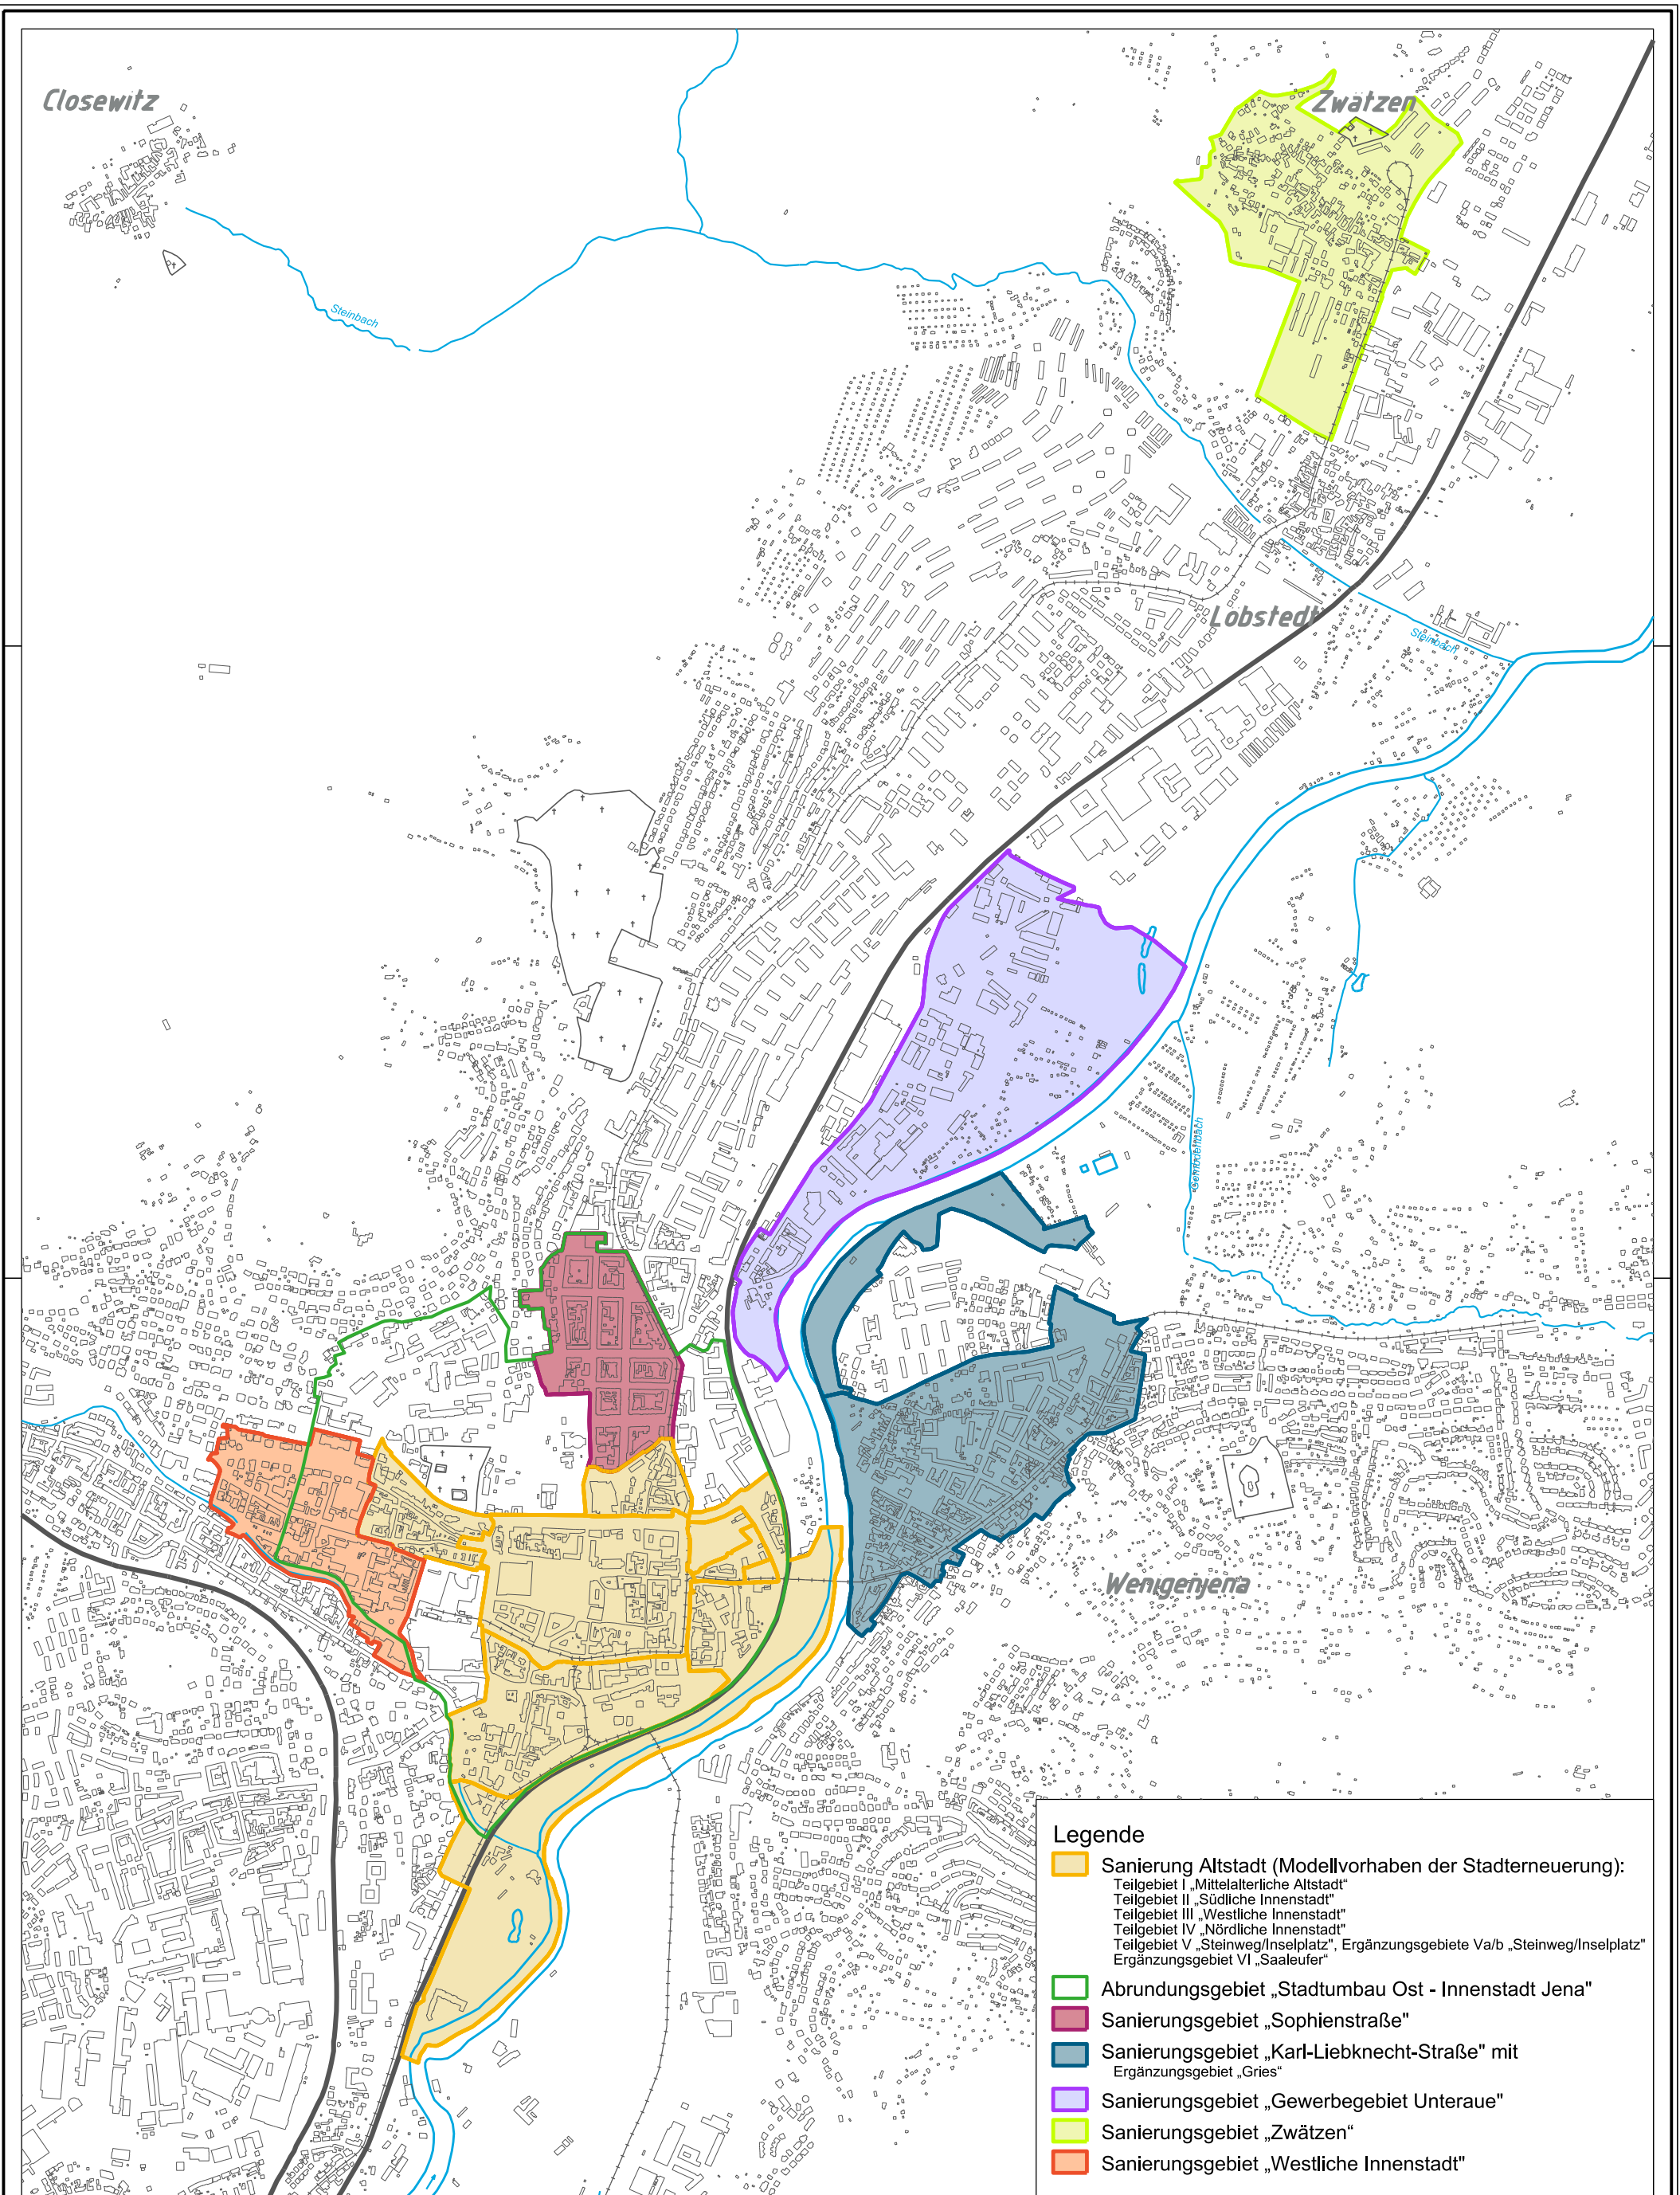 Closewitz
Zwätzen
Steinbach
Löbstedt
Steinbach
Gembdenbach
Wenigenjena
Legende
Sanierung Altstadt (Modellvorhaben der Stadterneuerung):
Teilgebiet I „Mittelalterliche Altstadt“
Teilgebiet II „Südliche Innenstadt"
Teilgebiet III „Westliche Innenstadt"
Teilgebiet IV „Nördliche Innenstadt"
Teilgebiet V „Steinweg/Inselplatz", Ergänzungsgebiete Va/b „Steinweg/Inselplatz"
Ergänzungsgebiet VI „Saaleufer“
Abrundungsgebiet „Stadtumbau Ost - Innenstadt Jena"
Sanierungsgebiet „Sophienstraße"
Sanierungsgebiet „Karl-Liebknecht-Straße" mit
Ergänzungsgebiet „Gries“
Sanierungsgebiet „Gewerbegebiet Unteraue"
Sanierungsgebiet „Zwätzen“
Sanierungsgebiet „Westliche Innenstadt"